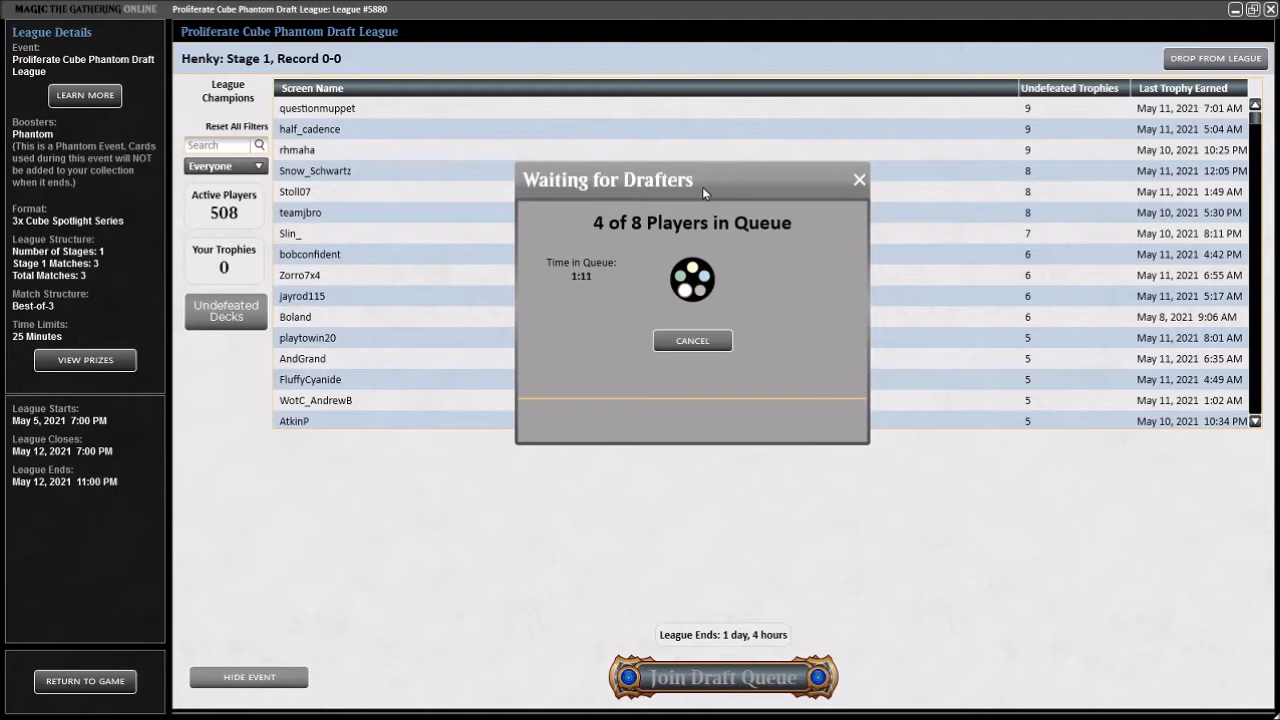 MAGIC THE GATHERING ONLINE
Proliferate Cube Phantom Draft League: League #5880
League Details
Event:
Proliferate Cube Phantom Draft
League
LEARN MORE
Boosters:
Phantom
(This is a Phantom Event. Cards
used during this event will NOT
be added to your collection
when it ends.)
Format:
3x Cube Spotlight Series
League Structure:
Number of Stages: 1
Stage 1 Matches: 3
Total Matches: 3
Match Structure:
Best-of-3
Time Limits:
25 Minutes
VIEW PRIZES
League Starts:
May 5, 2021 7:00 PM
League Closes:
May 12, 2021 7:00 PM
League Ends:
May 12, 2021 11:00 PM
RETURN TO GAME
Proliferate Cube Phantom Draft League
Henky: Stage 1, Record 0-0
DROP FROM LEAGUE
League
Champions
Reset All Filters
Search
Everyone
Active Players
508
Your Trophies
0
Undefeated
Decks
Screen Name Undefeated Trophies Last Trophy Earned
questionmuppet 9 May 11, 2021 7:01 AM
half_cadence 9 May 11, 2021 5:04 AM
rhmaha 9 May 10, 2021 10:25 PM
Snow_Schwartz 8 May 11, 2021 12:05 PM
Stoll07 8 May 11, 2021 1:49 AM
teamjbro 8 May 10, 2021 5:30 PM
Slin_ 7 May 10, 2021 8:11 PM
bobconfident 6 May 11, 2021 4:42 PM
Zorro7x4 6 May 11, 2021 6:55 AM
jayrod115 6 May 11, 2021 5:17 AM
Boland 6 May 8, 2021 9:06 AM
playtowin20 5 May 11, 2021 8:01 AM
AndGrand 5 May 11, 2021 6:35 AM
FluffyCyanide 5 May 11, 2021 4:49 AM
WotC_AndrewB 5 May 11, 2021 1:02 AM
AtkinP 5 May 10, 2021 10:34 PM
Waiting for Drafters
4 of 8 Players in Queue
Time in Queue:
1:11
CANCEL
League Ends: 1 day, 4 hours
HIDE EVENT
Join Draft Queue